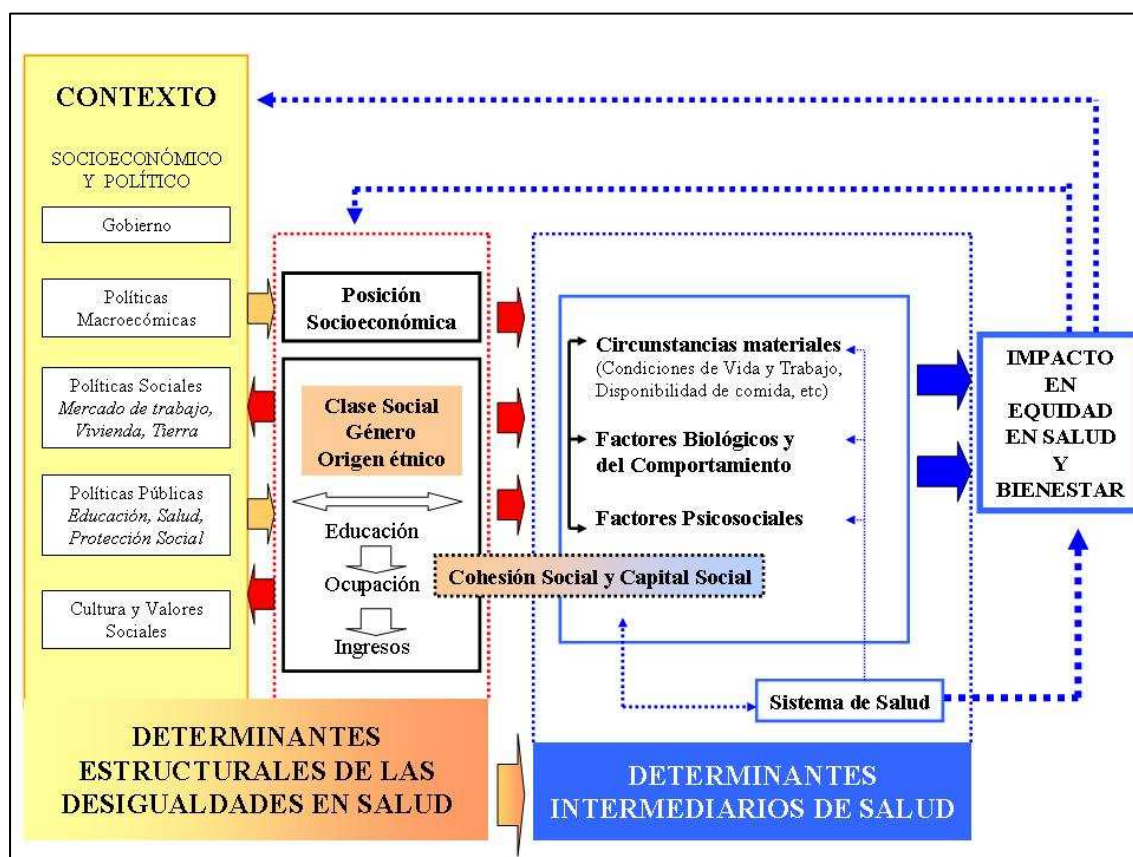 CONTEXTO
SOCIOECONÓMICO
Y POLÍTICO
Gobierno
Políticas
Macroecómicas
Políticas Sociales
Mercado de trabajo,
Vivienda, Tierra
Políticas Públicas
Educación, Salud,
Protección Social
Cultura y Valores
Sociales
Posición
Socioeconómica
Clase Social
Género
Origen étnico
Educación
Ocupación
Ingresos
Cohesión Social y Capital Social
Circunstancias materiales
(Condiciones de Vida y Trabajo,
Disponibilidad de comida, etc)
Factores Biológicos y
del Comportamiento
Factores Psicosociales
Sistema de Salud
IMPACTO
EN
EQUIDAD
EN SALUD
Y
BIENESTAR
DETERMINANTES
ESTRUCTURALES DE LAS
DESIGUALDADES EN SALUD
DETERMINANTES
INTERMEDIARIOS DE SALUD